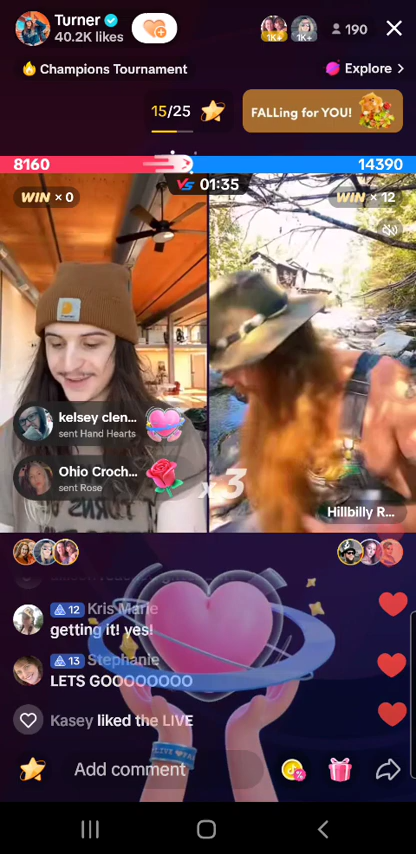 Turner
40.2K likes
1K+
1K+
190
Champions Tournament
Explore >
15/25
FALLing for YOU!
8160
14390
VS 01:35
WIN × 0
WIN × 12
kelsey clen...
sent Hand Hearts
Ohio Croch...
sent Rose
x3
Hillbilly R...
12 Kris Marie
getting it! yes!
13 Stephanie
LETS GOOOOOOOO
Kasey liked the LIVE
LIVE
Add comment